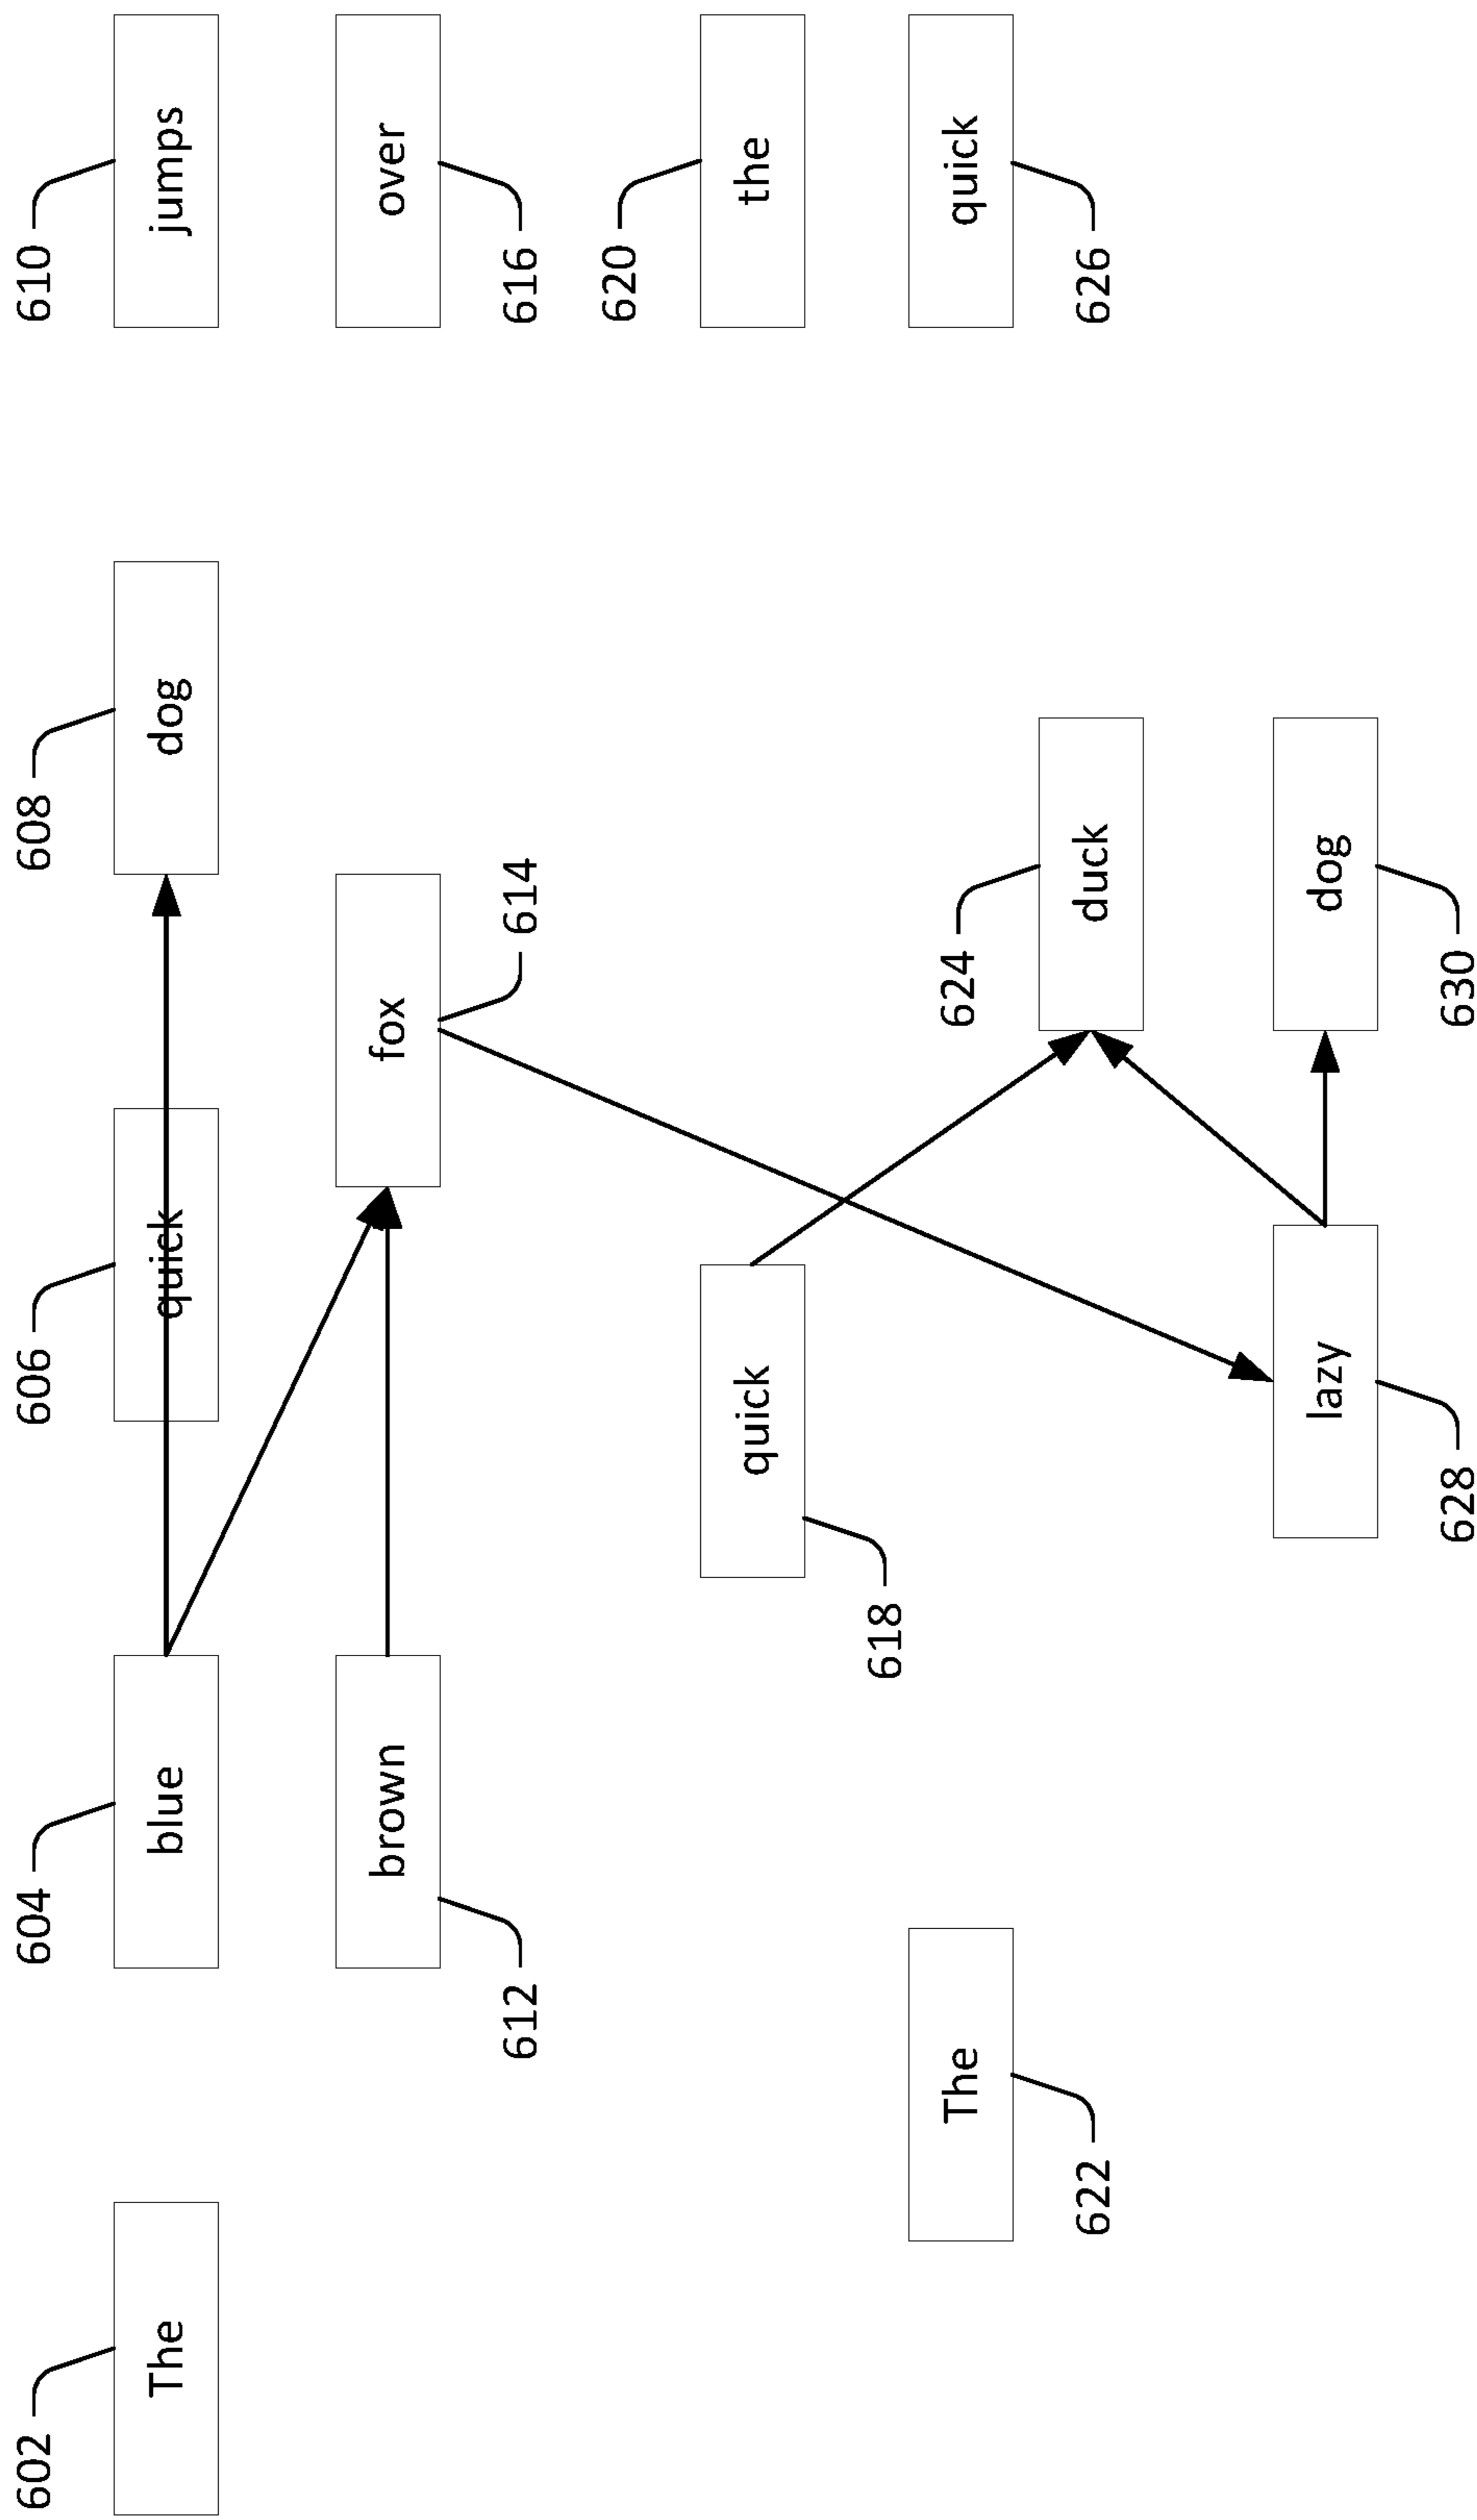 602 604 606 608 610
The blue quick dog jumps
brown fox over
612 614 616
620
quick the
618
The 624 quick
622 duck 626
lazy dog
628 630